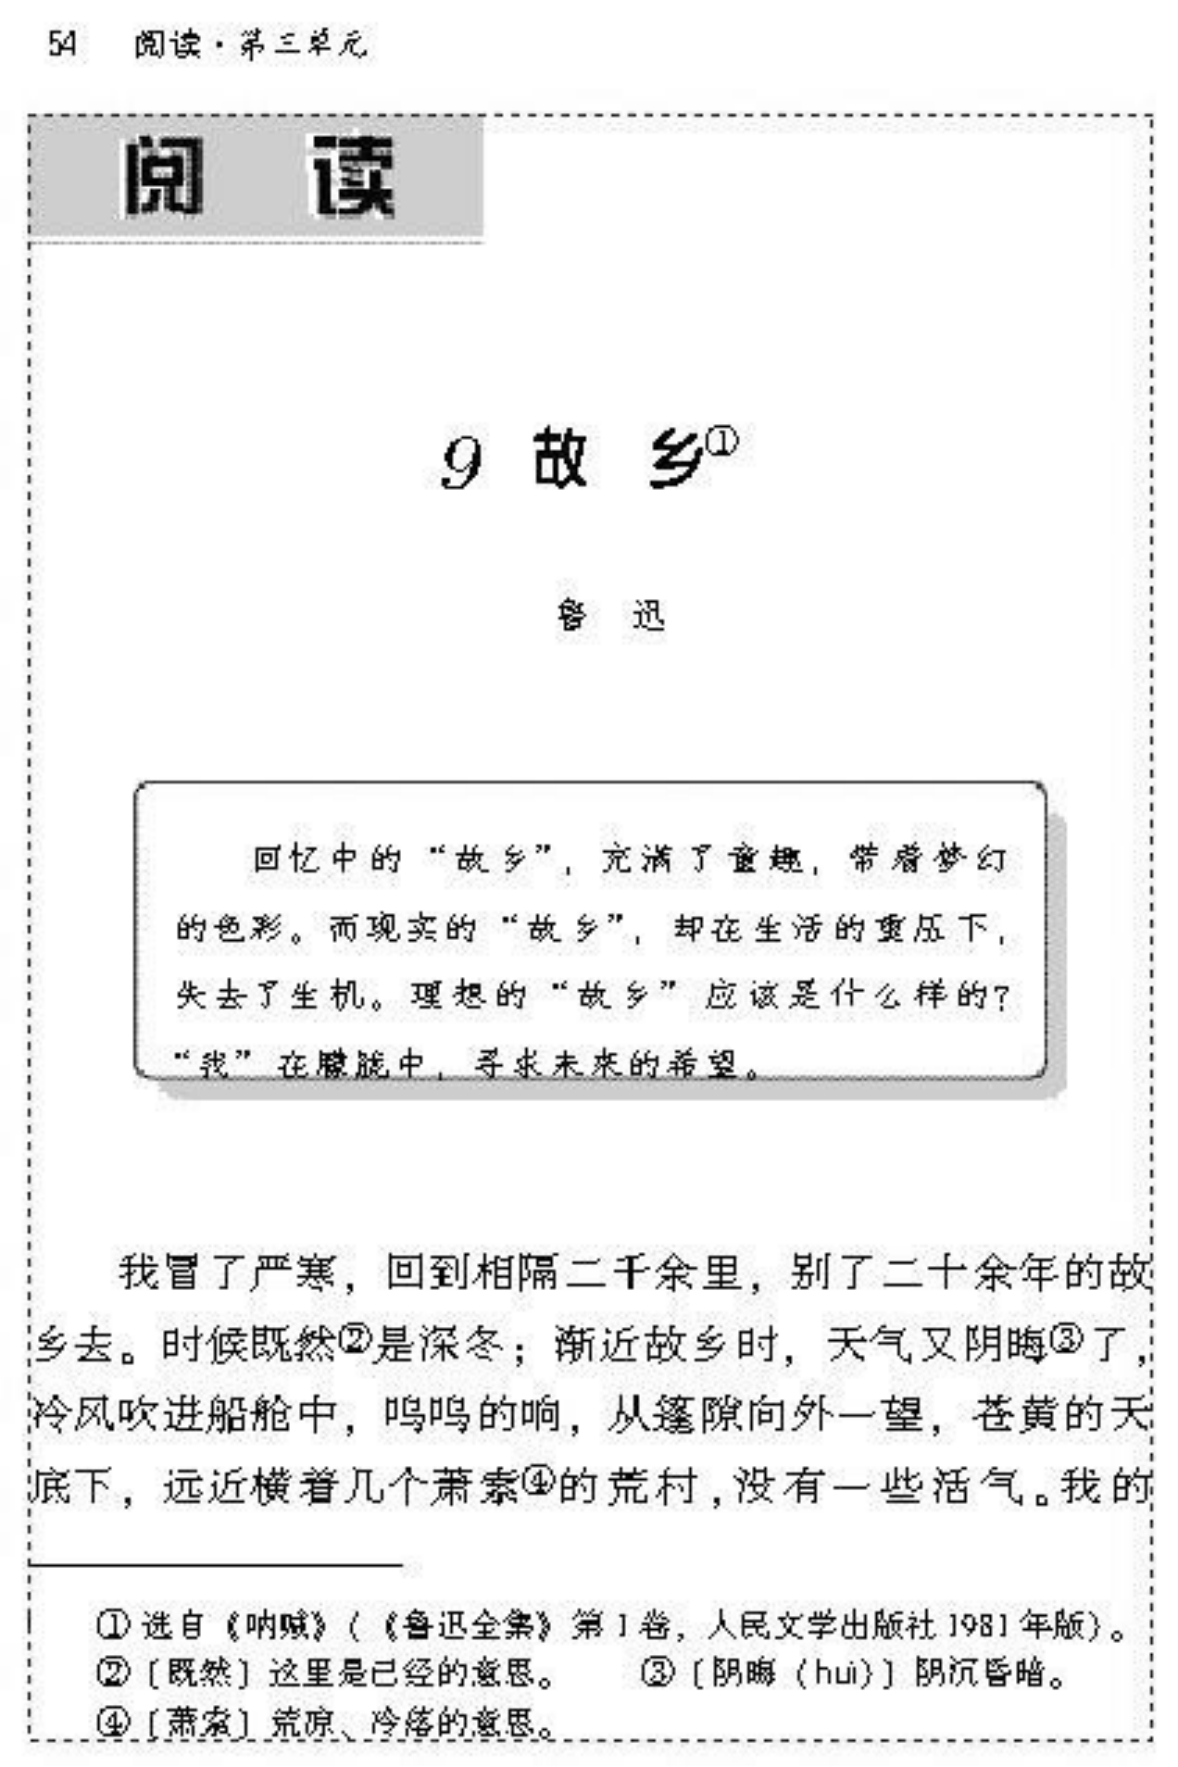 54 阅读·第三单元
阅 读
9 故 乡①
鲁 迅
回忆中的“故乡”，充满了童趣，带着梦幻
的色彩。而现实的“故乡”，却在生活的重压下，
失去了生机。理想的“故乡”应该是什么样的？
“我”在朦胧中，寻求未来的希望。
我冒了严寒，回到相隔二千余里，别了二十余年的故
乡去。时候既然②是深冬；渐近故乡时，天气又阴晦③了，
冷风吹进船舱中，呜呜的响，从篷隙向外一望，苍黄的天
底下，远近横着几个萧索④的荒村，没有一些活气。我的
①选自《呐喊》（《鲁迅全集》第1卷，人民文学出版社1981年版）。
②〔既然〕这里是已经的意思。 ③〔阴晦（huì）〕阴沉昏暗。
④〔萧索〕荒凉、冷落的意思。